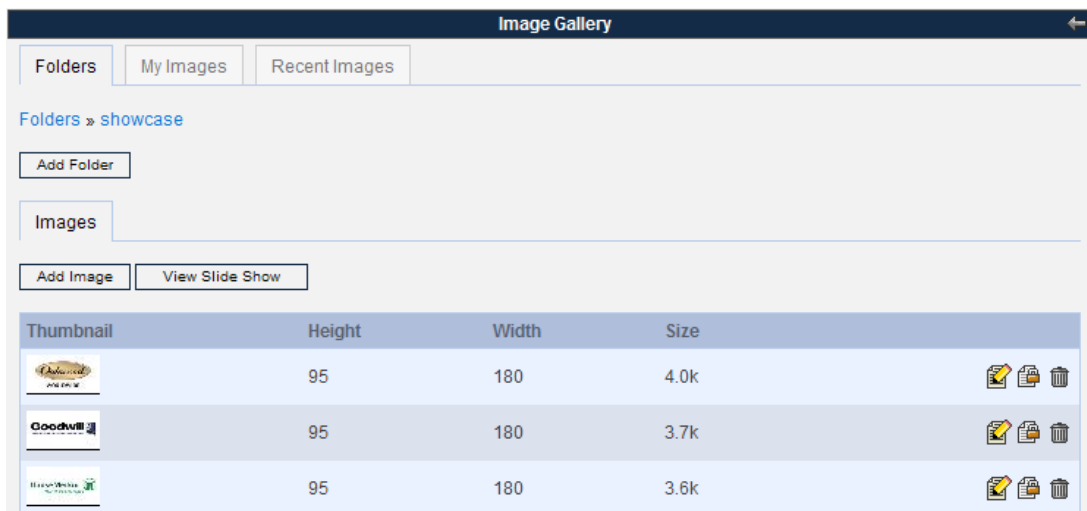 Image Gallery
Folders My Images Recent Images
Folders » showcase
Add Folder
Images
Add Image View Slide Show
Thumbnail Height Width Size
95 180 4.0k
Goodwill 95 180 3.7k
95 180 3.6k